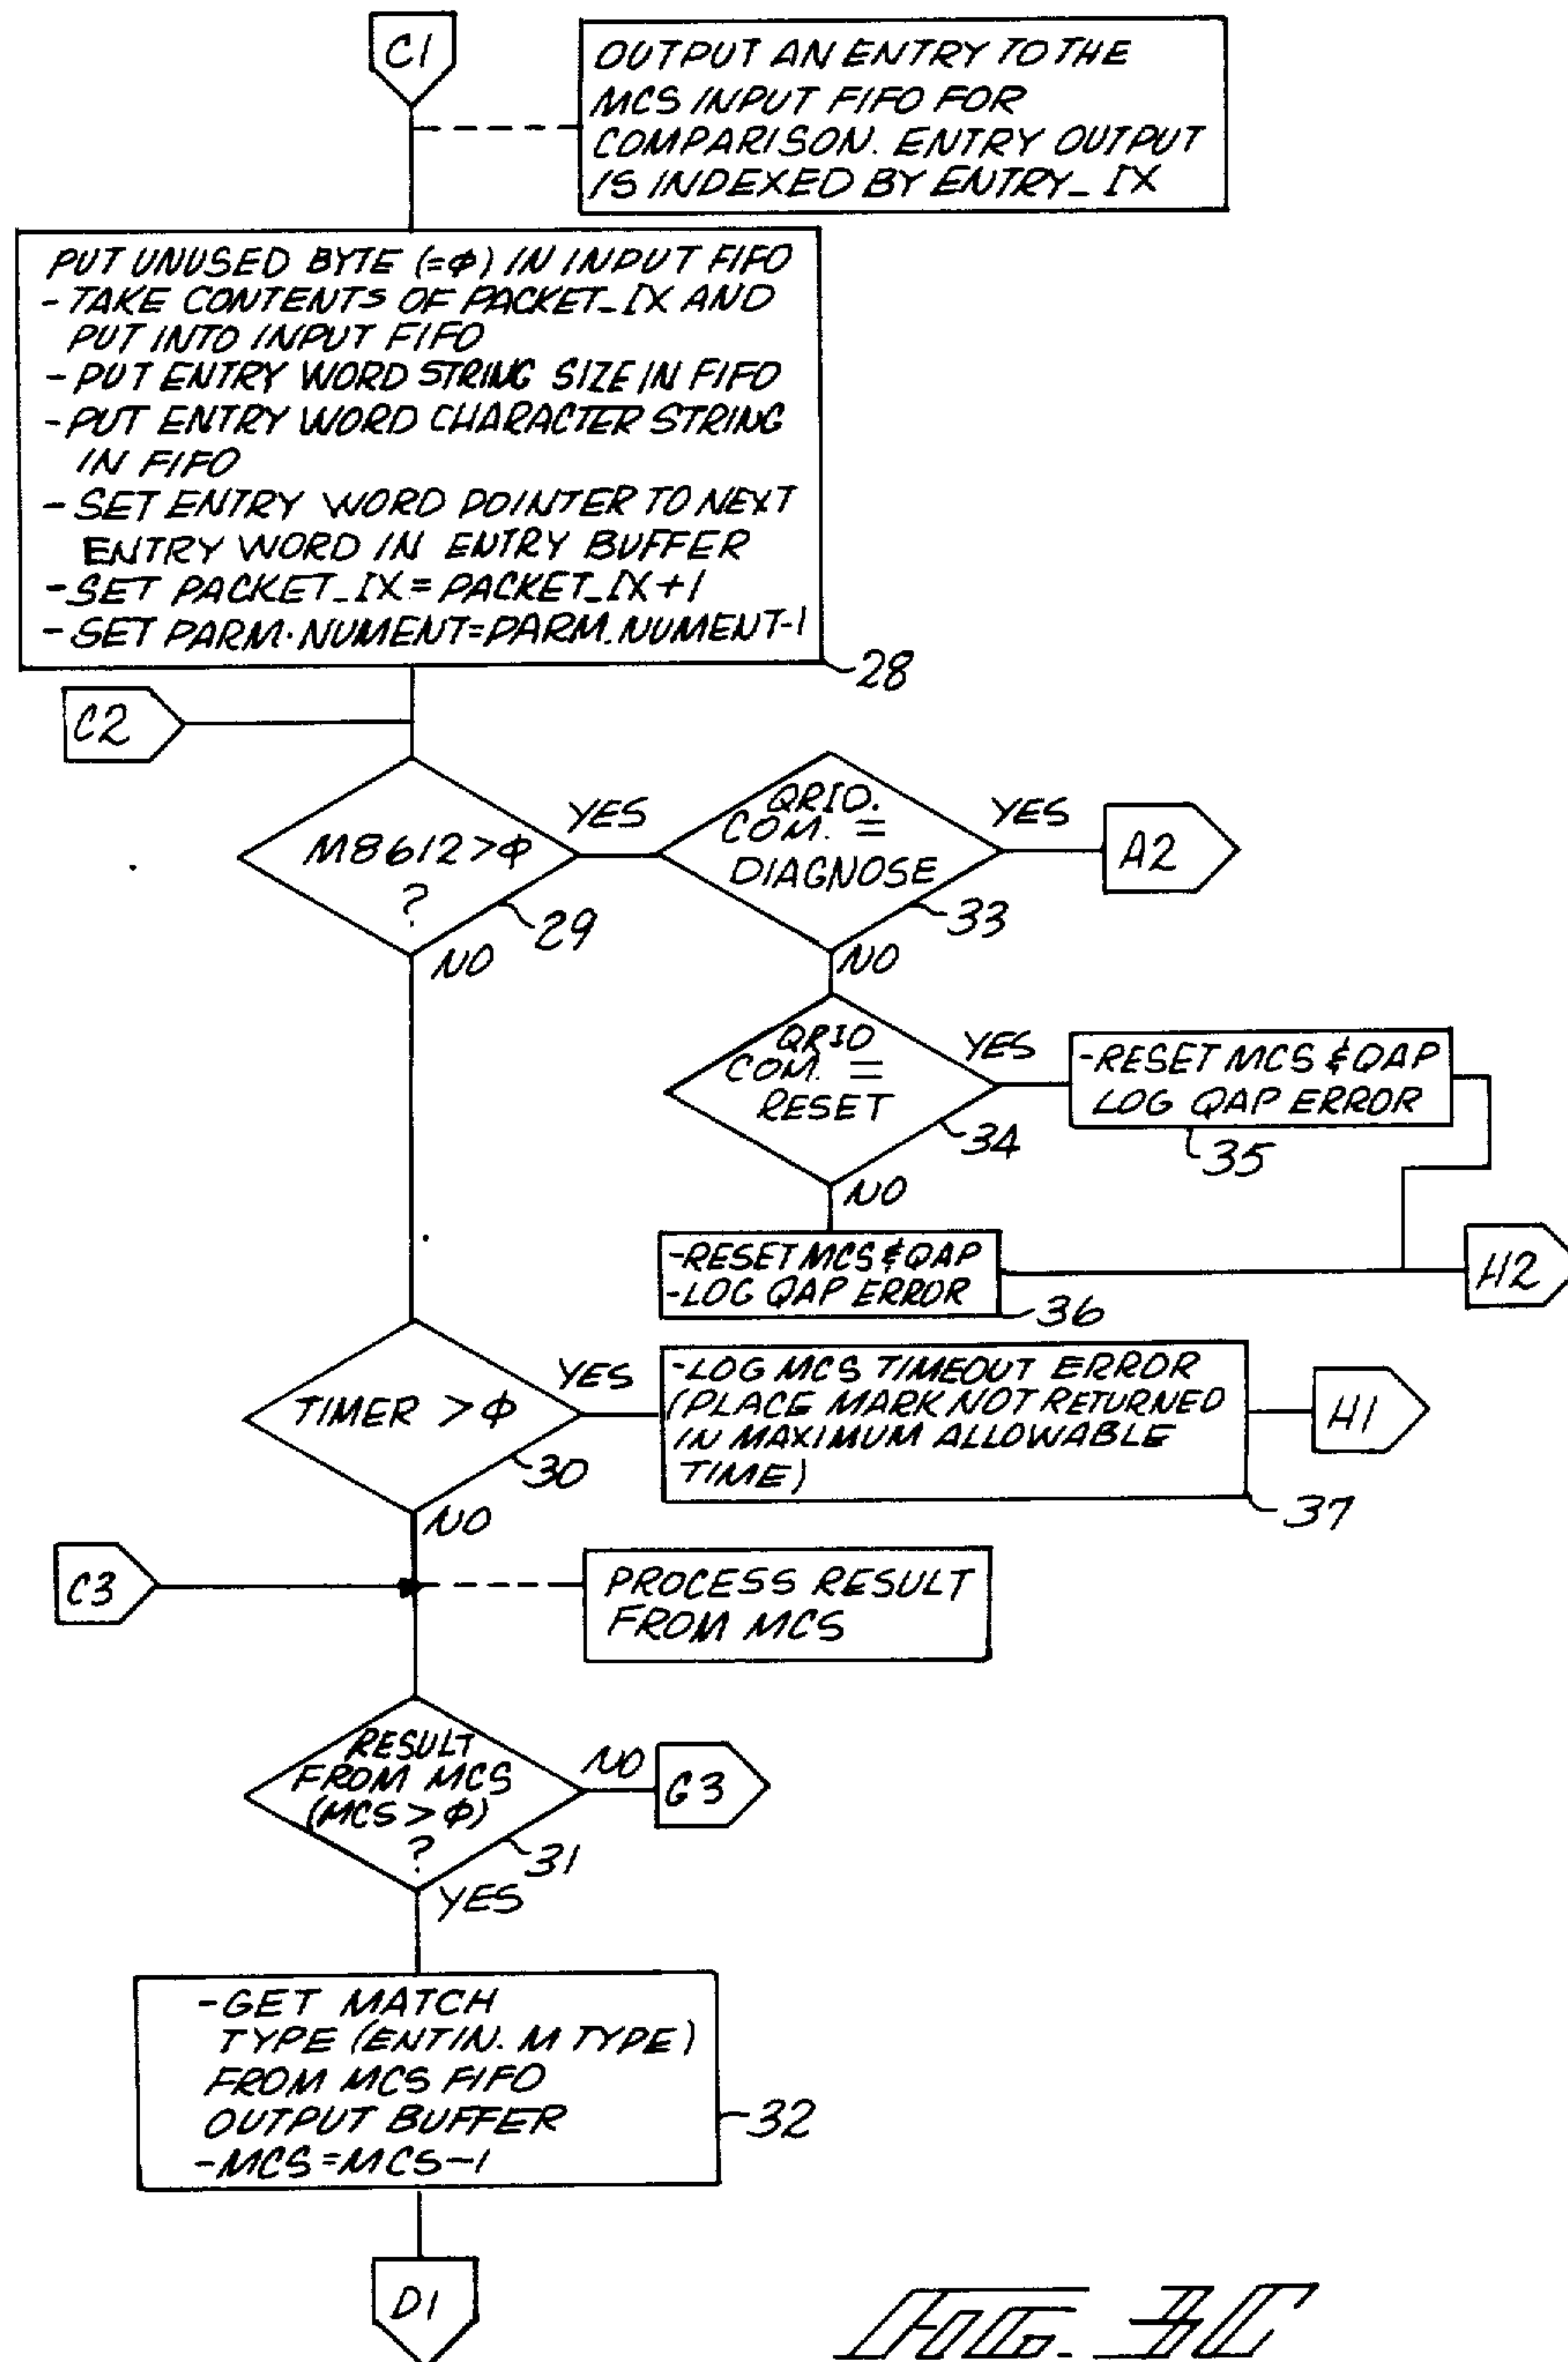 C1
OUTPUT AN ENTRY TO THE
MCS INPUT FIFO FOR
COMPARISON. ENTRY OUTPUT
IS INDEXED BY ENTRY_IX
PUT UNUSED BYTE (=ϕ) IN INPUT FIFO
-TAKE CONTENTS OF PACKET_IX AND
PUT INTO INPUT FIFO
-PUT ENTRY WORD STRING SIZE IN FIFO
-PUT ENTRY WORD CHARACTER STRING
IN FIFO
-SET ENTRY WORD POINTER TO NEXT
ENTRY WORD IN ENTRY BUFFER
-SET PACKET_IX=PACKET_IX+1
-SET PARM.NUMENT=PARM.NUMENT-1
28
C2
M8612>ϕ
?
29
YES
NO
QRIO.
COM. =
DIAGNOSE
33
YES
A2
NO
QRIO
COM. =
RESET
34
YES
-RESET MCS & QAP
LOG QAP ERROR
35
NO
-RESET MCS & QAP
-LOG QAP ERROR
36
H2
TIMER >ϕ
30
YES
-LOG MCS TIMEOUT ERROR
(PLACE MARK NOT RETURNED
IN MAXIMUM ALLOWABLE
TIME)
37
H1
NO
C3
PROCESS RESULT
FROM MCS
RESULT
FROM MCS
(MCS>ϕ)
?
31
NO
G3
YES
-GET MATCH
TYPE (ENTIN. M TYPE)
FROM MCS FIFO
OUTPUT BUFFER
-MCS=MCS-1
32
D1
FIG. 3C